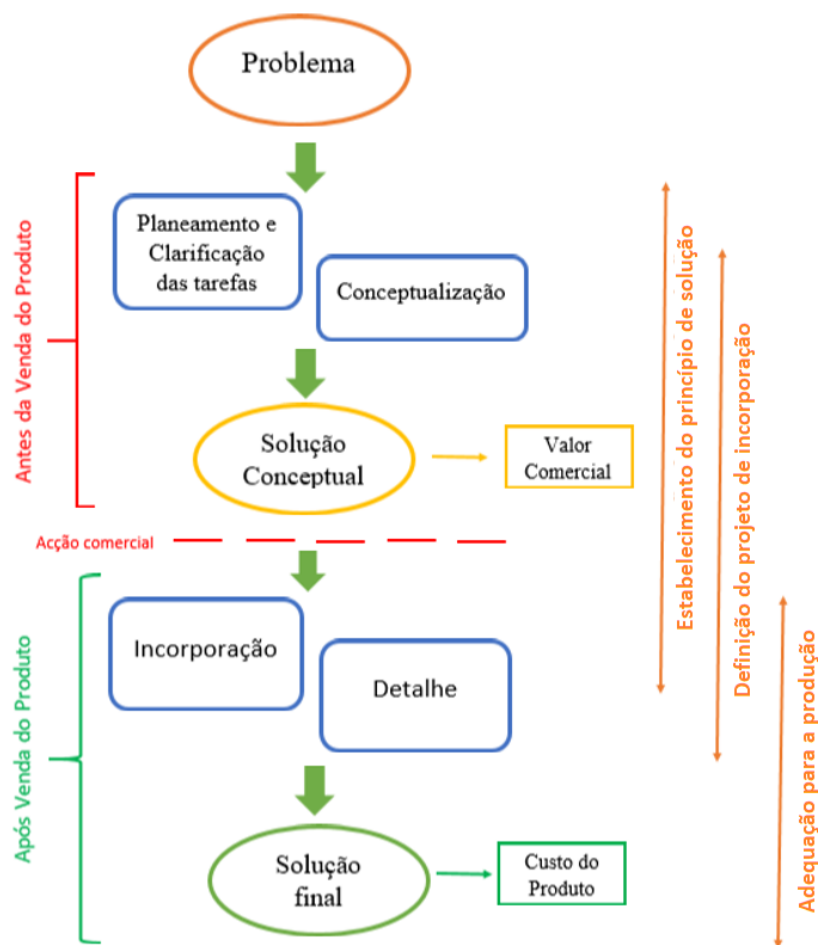 Problema
Antes da Venda do Produto
Planeamento e
Clarificação
das tarefas
Conceptualização
Solução
Conceptual
Valor
Comercial
Acção comercial
Após Venda do Produto
Incorporação
Detalhe
Solução
final
Custo do
Produto
Estabelecimento do princípio de solução
Definição do projeto de incorporação
Adequação para a produção